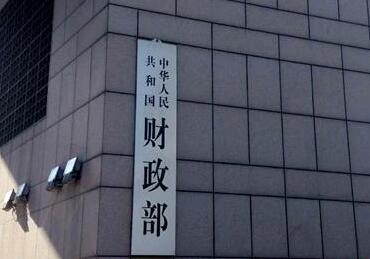 中华人民
共和国
财政部